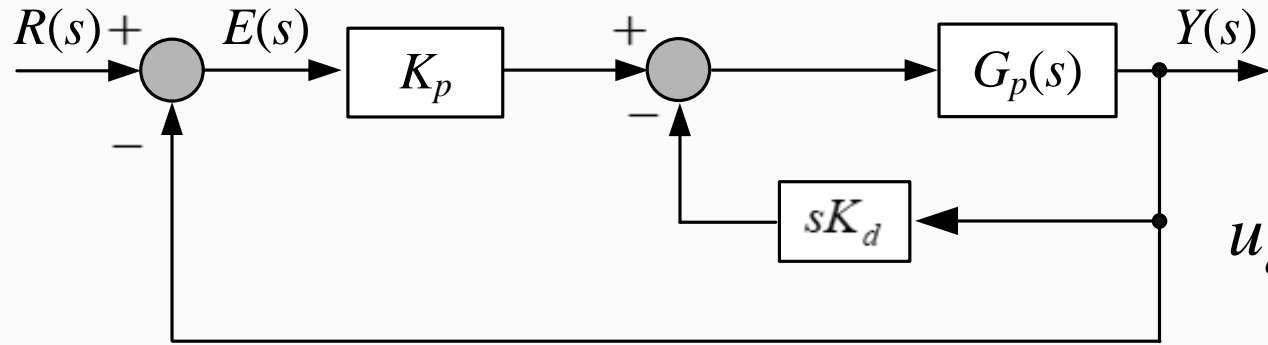 R(s) + E(s) K_p + G_p(s) Y(s)
− −
sK_d
u